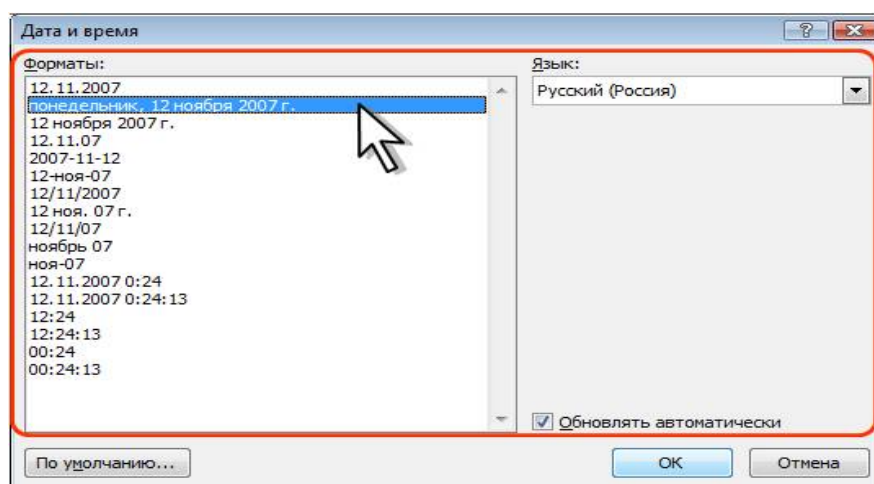 Дата и время
Форматы:
Язык:
12.11.2007
Русский (Россия)
понедельник, 12 ноября 2007 г.
12 ноября 2007 г.
12.11.07
2007-11-12
12-ноя-07
12/11/2007
12 ноя. 07 г.
12/11/07
ноябрь 07
ноя-07
12.11.2007 0:24
12.11.2007 0:24:13
12:24
12:24:13
00:24
00:24:13
Обновлять автоматически
По умолчанию...
ОК
Отмена